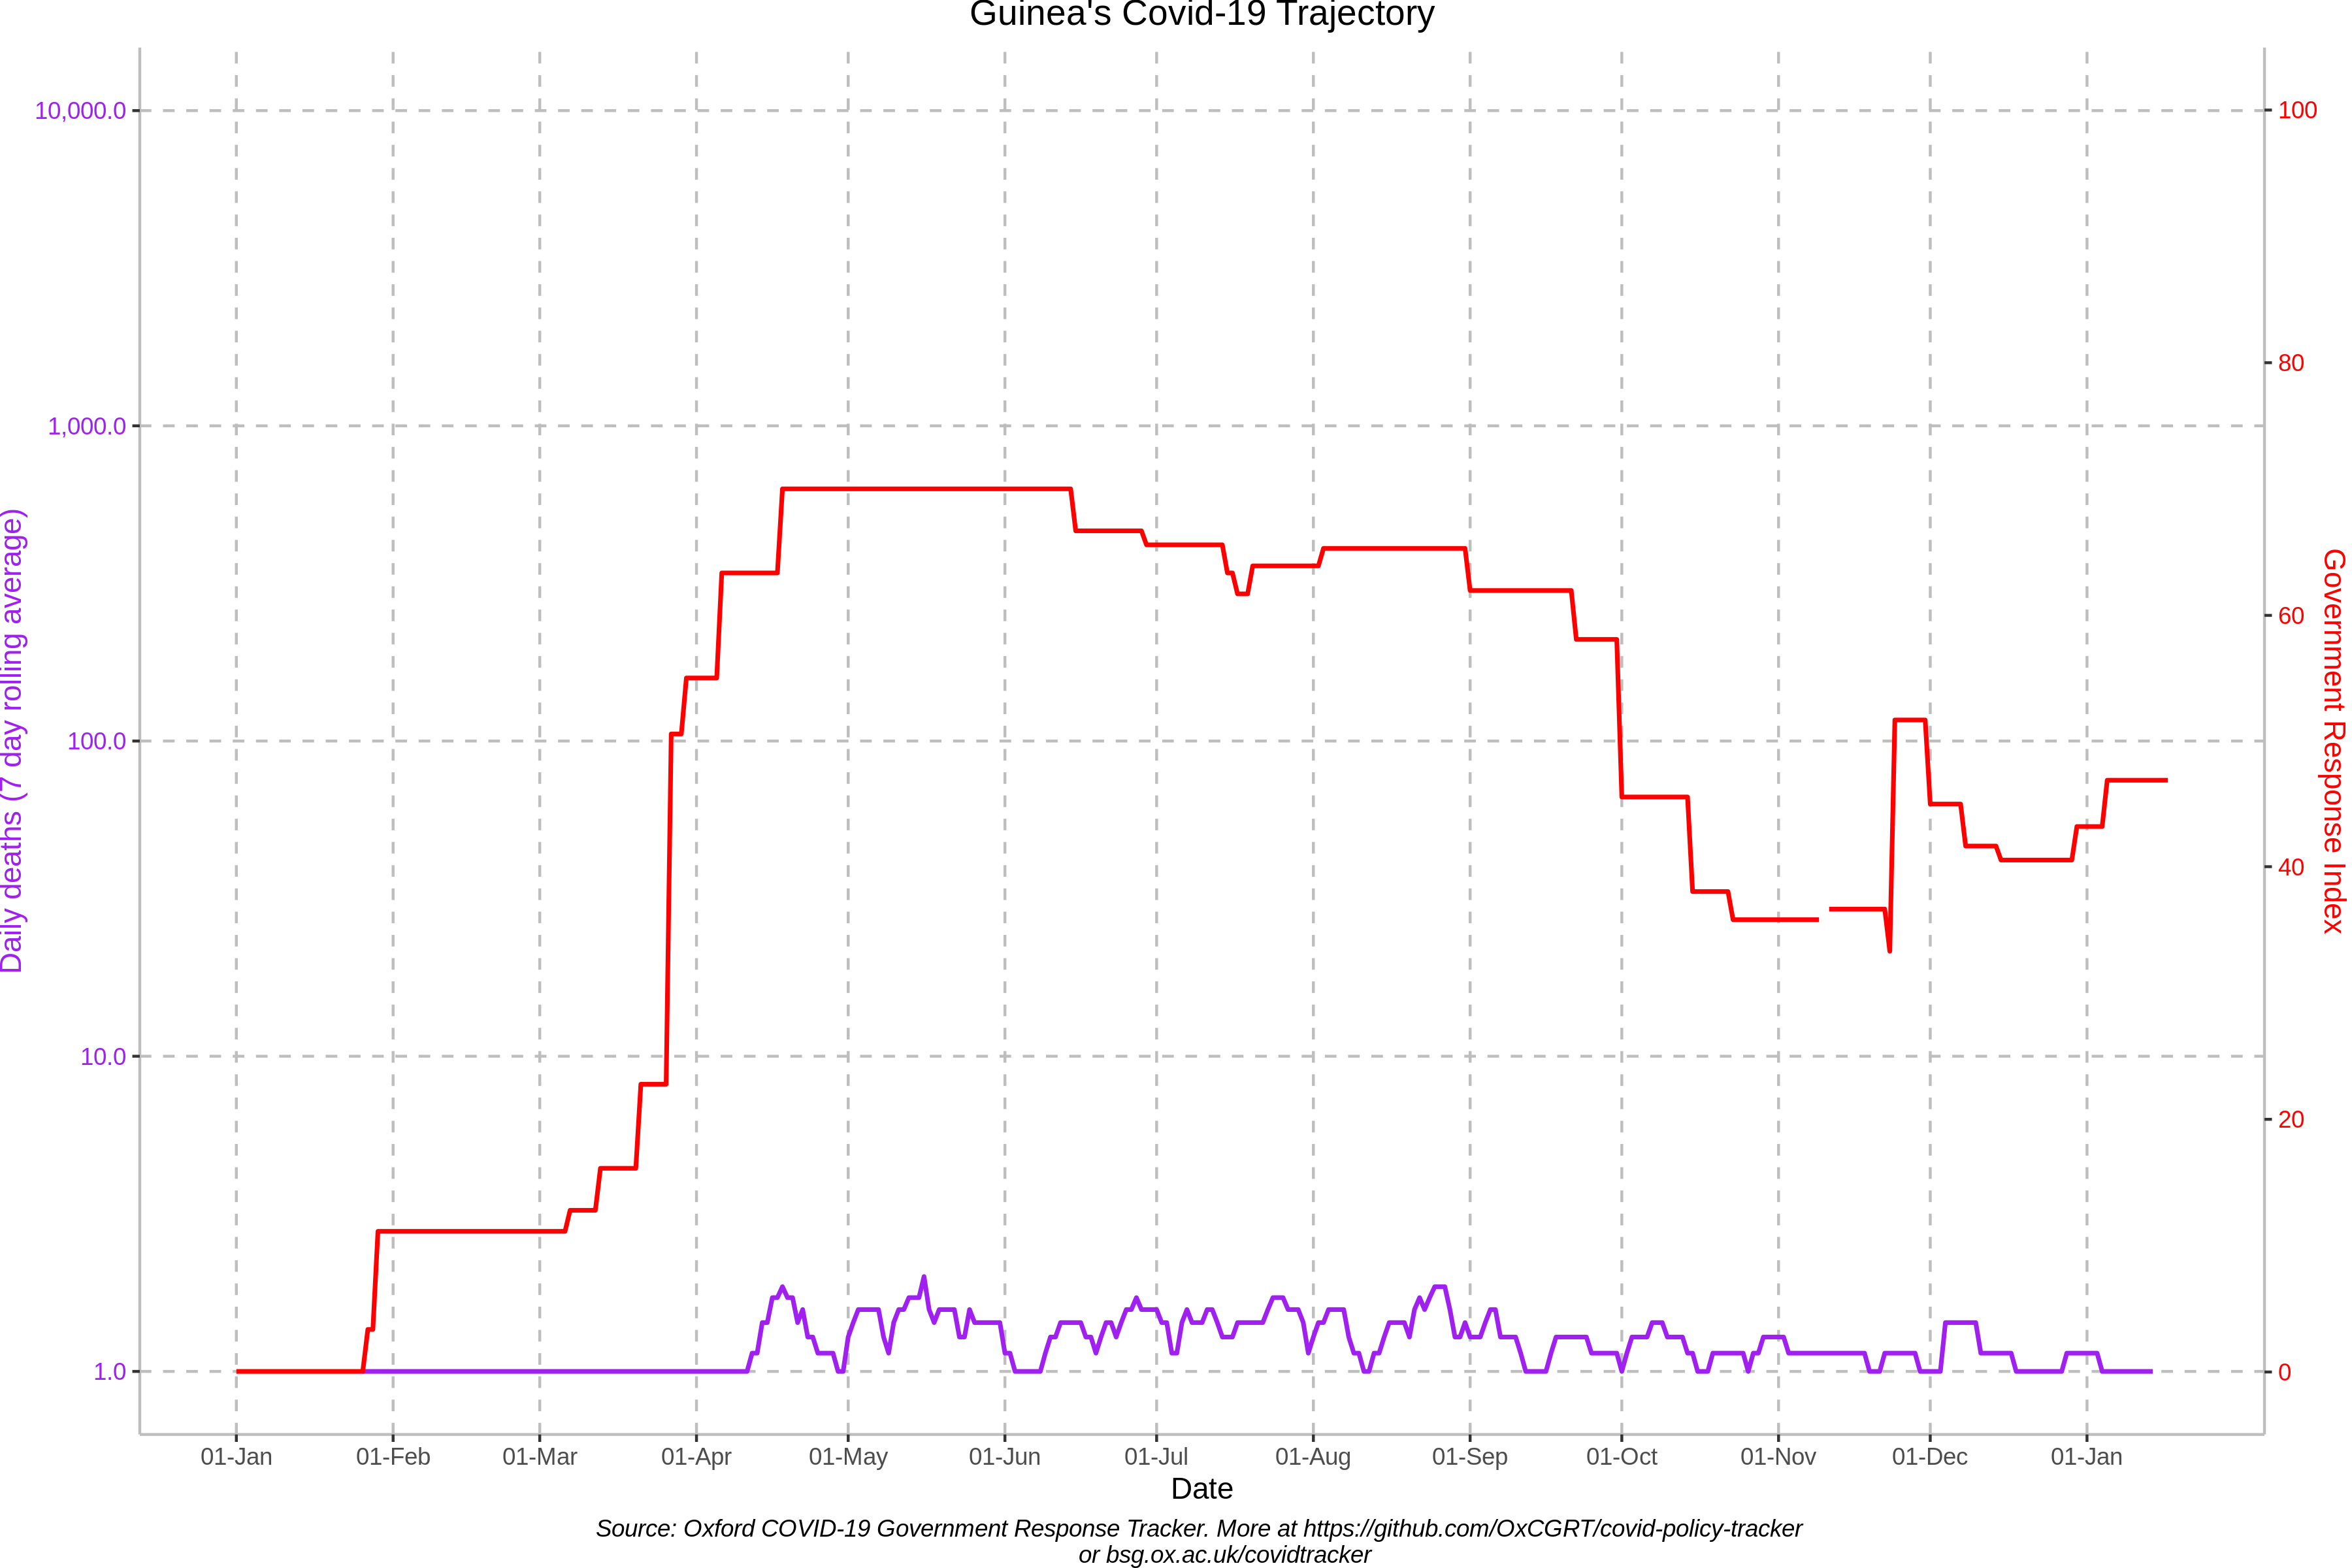 Guinea's Covid-19 Trajectory
10,000.0
1,000.0
100.0
10.0
1.0
Daily deaths (7 day rolling average)
100
80
60
40
20
0
Government Response Index
01-Jan
01-Feb
01-Mar
01-Apr
01-May
01-Jun
01-Jul
01-Aug
01-Sep
01-Oct
01-Nov
01-Dec
01-Jan
Date
Source: Oxford COVID-19 Government Response Tracker. More at https://github.com/OxCGRT/covid-policy-tracker
or bsg.ox.ac.uk/covidtracker